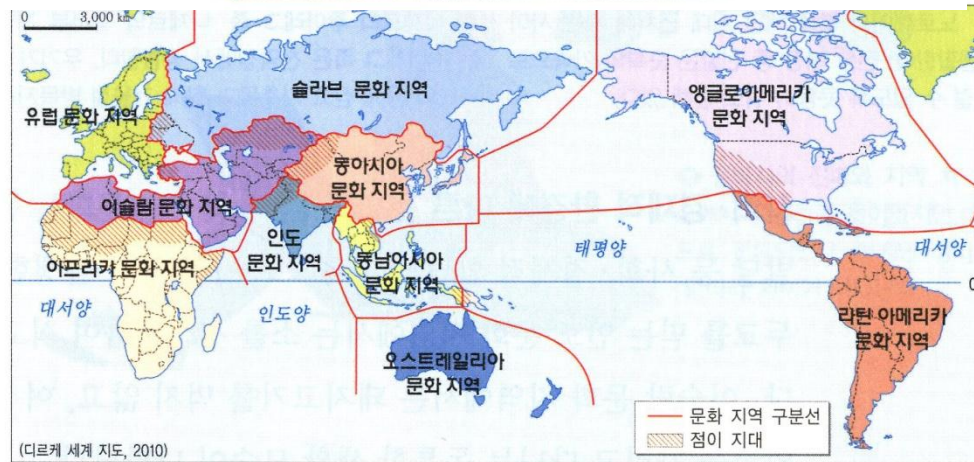 0 3,000 km
유럽 문화 지역
슬라브 문화 지역
앵글로아메리카
문화 지역
이슬람 문화 지역
동아시아
문화 지역
인도
문화 지역
동남아시아
문화 지역
아프리카 문화 지역
태평양
대서양
대서양
인도양
0
라틴 아메리카
문화 지역
오스트레일리아
문화 지역
문화 지역 구분선
점이 지대
(디르케 세계 지도, 2010)